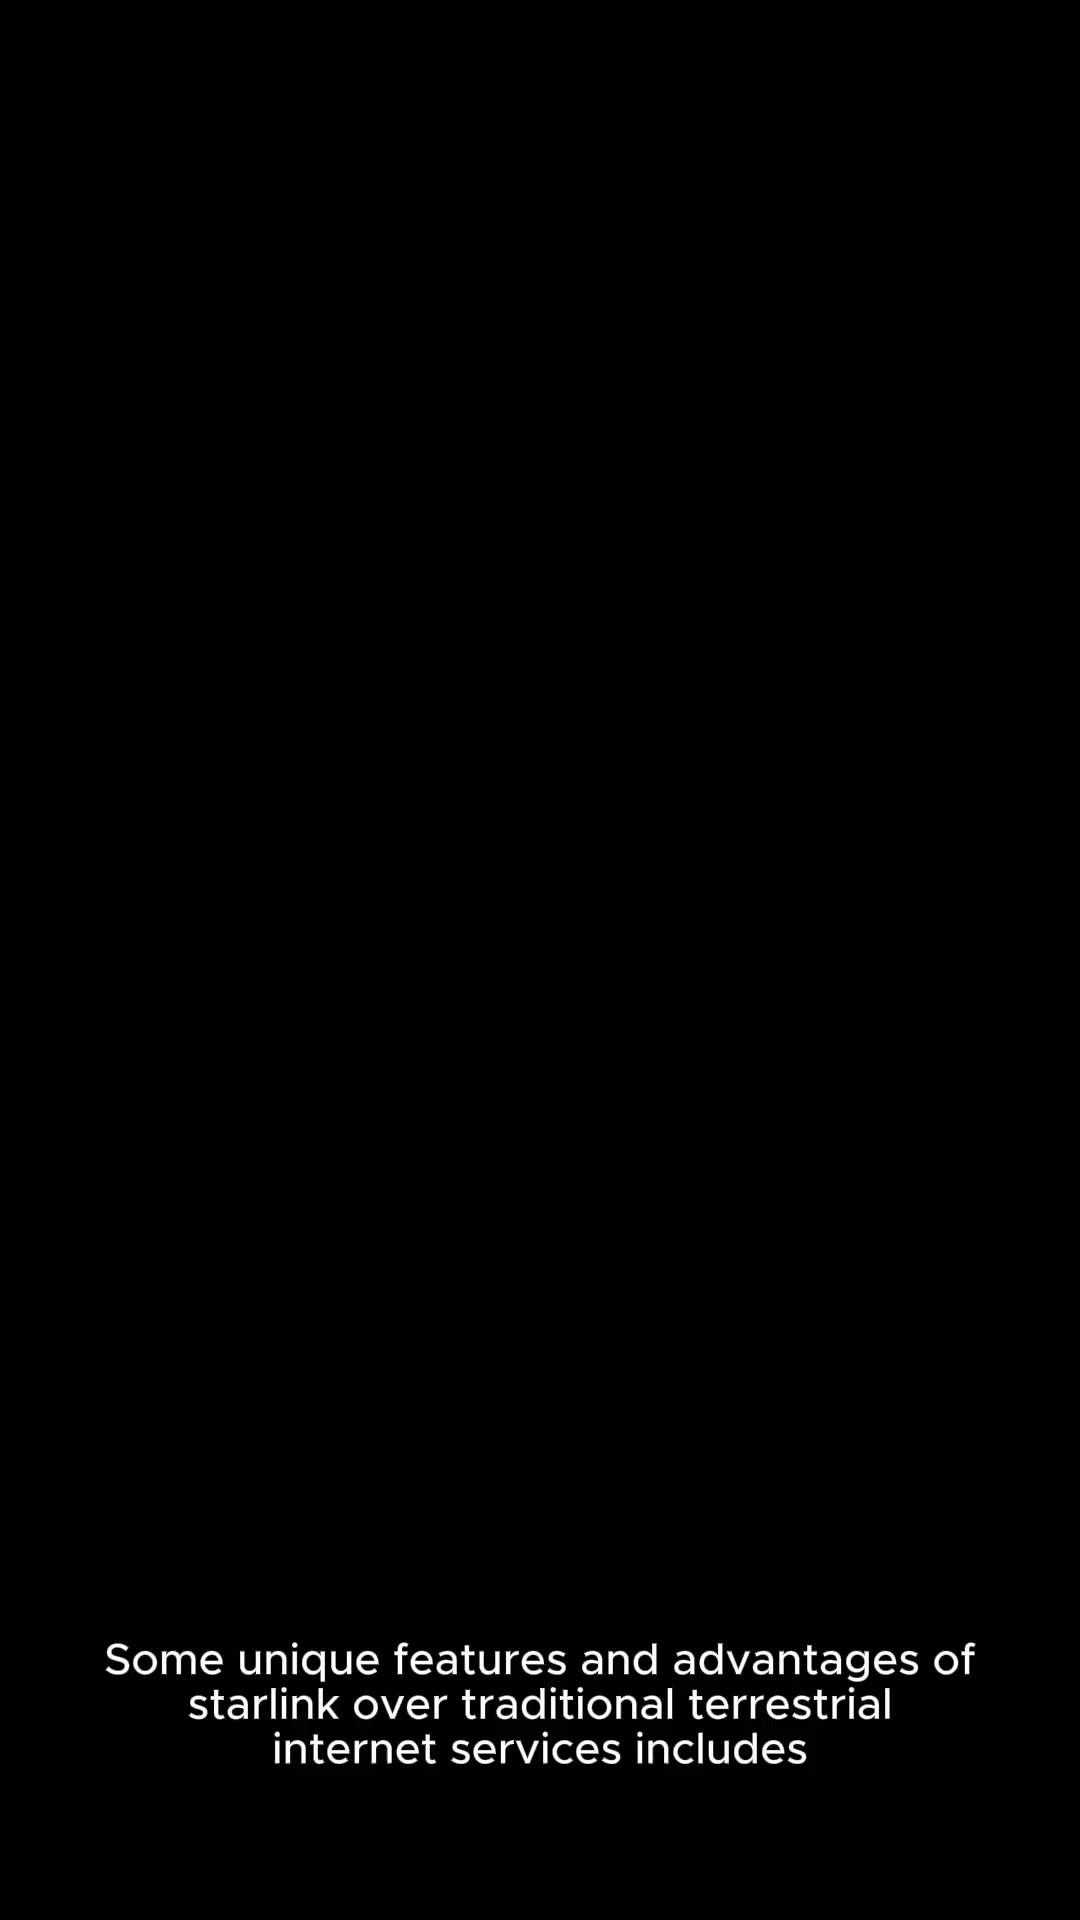 Some unique features and advantages of
starlink over traditional terrestrial
internet services includes